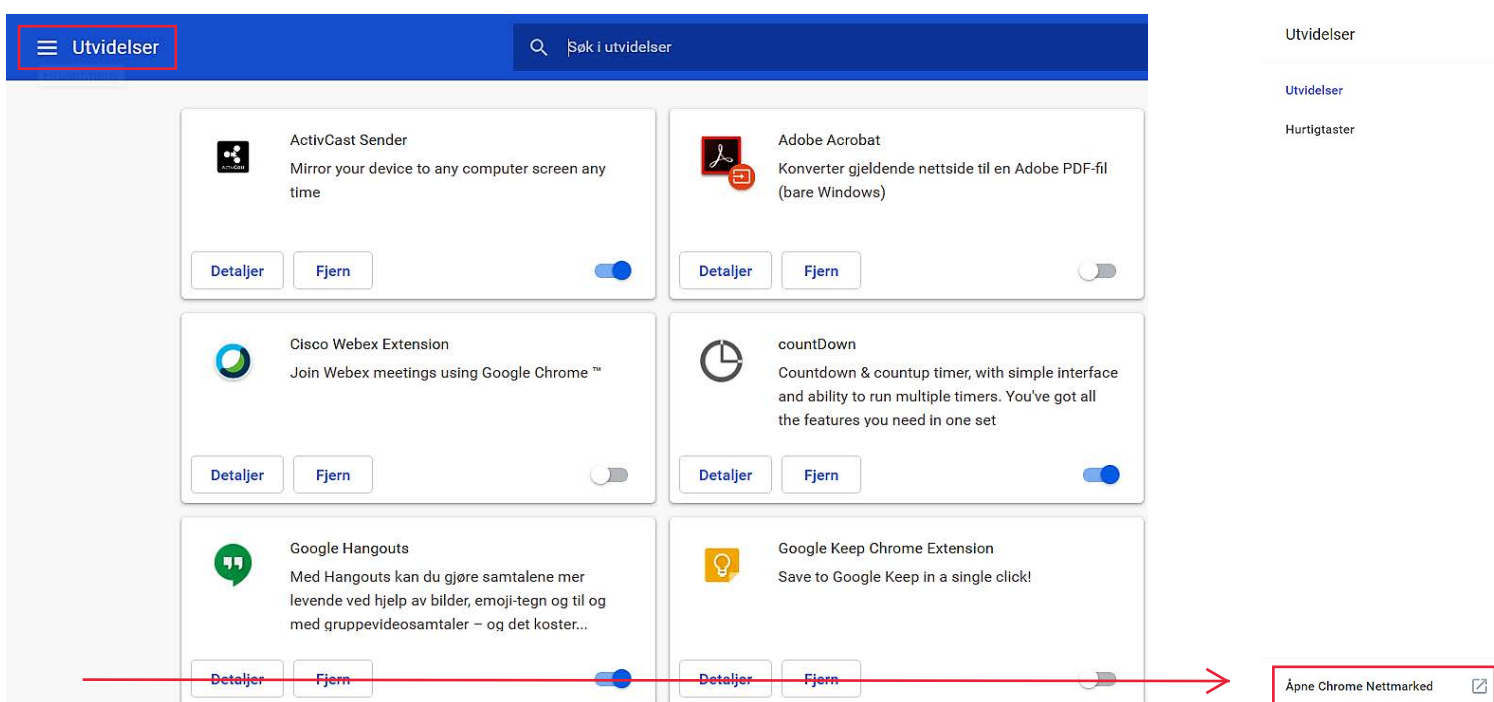 Utvidelser
Søk i utvidelser
ActivCast Sender
Mirror your device to any computer screen any
time
Detaljer
Fjern
Adobe Acrobat
Konverter gjeldende nettside til en Adobe PDF-fil
(bare Windows)
Detaljer
Fjern
Cisco Webex Extension
Join Webex meetings using Google Chrome ™
Detaljer
Fjern
countDown
Countdown & countup timer, with simple interface
and ability to run multiple timers. You've got all
the features you need in one set
Detaljer
Fjern
Google Hangouts
Med Hangouts kan du gjøre samtalene mer
levende ved hjelp av bilder, emoji-tegn og til og
med gruppevideosamtaler – og det koster...
Detaljer
Fjern
Google Keep Chrome Extension
Save to Google Keep in a single click!
Detaljer
Fjern
Utvidelser
Utvidelser
Hurtigtaster
Åpne Chrome Nettmarked